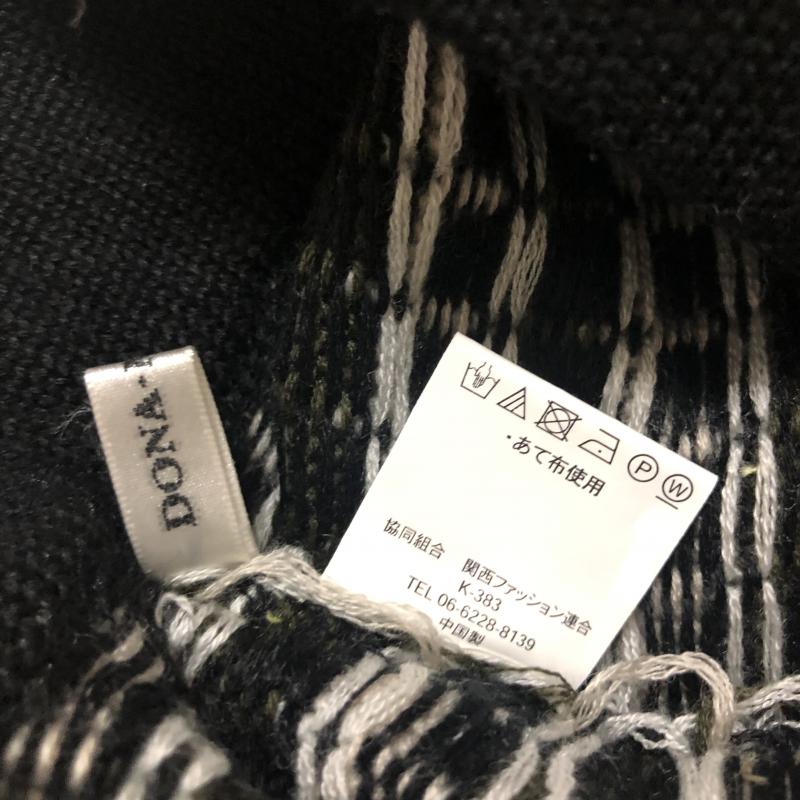 DONA-
P W
・あて布使用
協同組合 関西ファッション連合
K-383
TEL 06-6228-8139
中国製